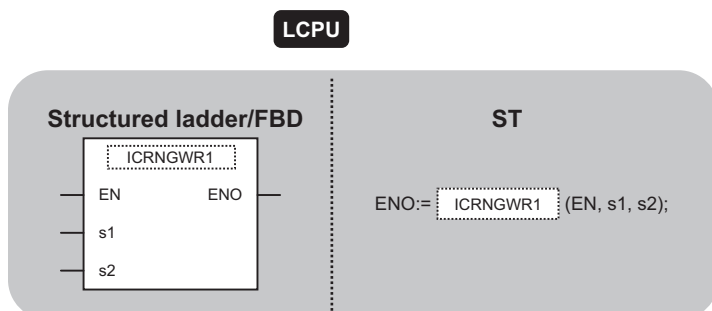 LCPU
Structured ladder/FBD
ICRNGWR1
EN ENO
s1
s2
ST
ENO:= ICRNGWR1 (EN, s1, s2);